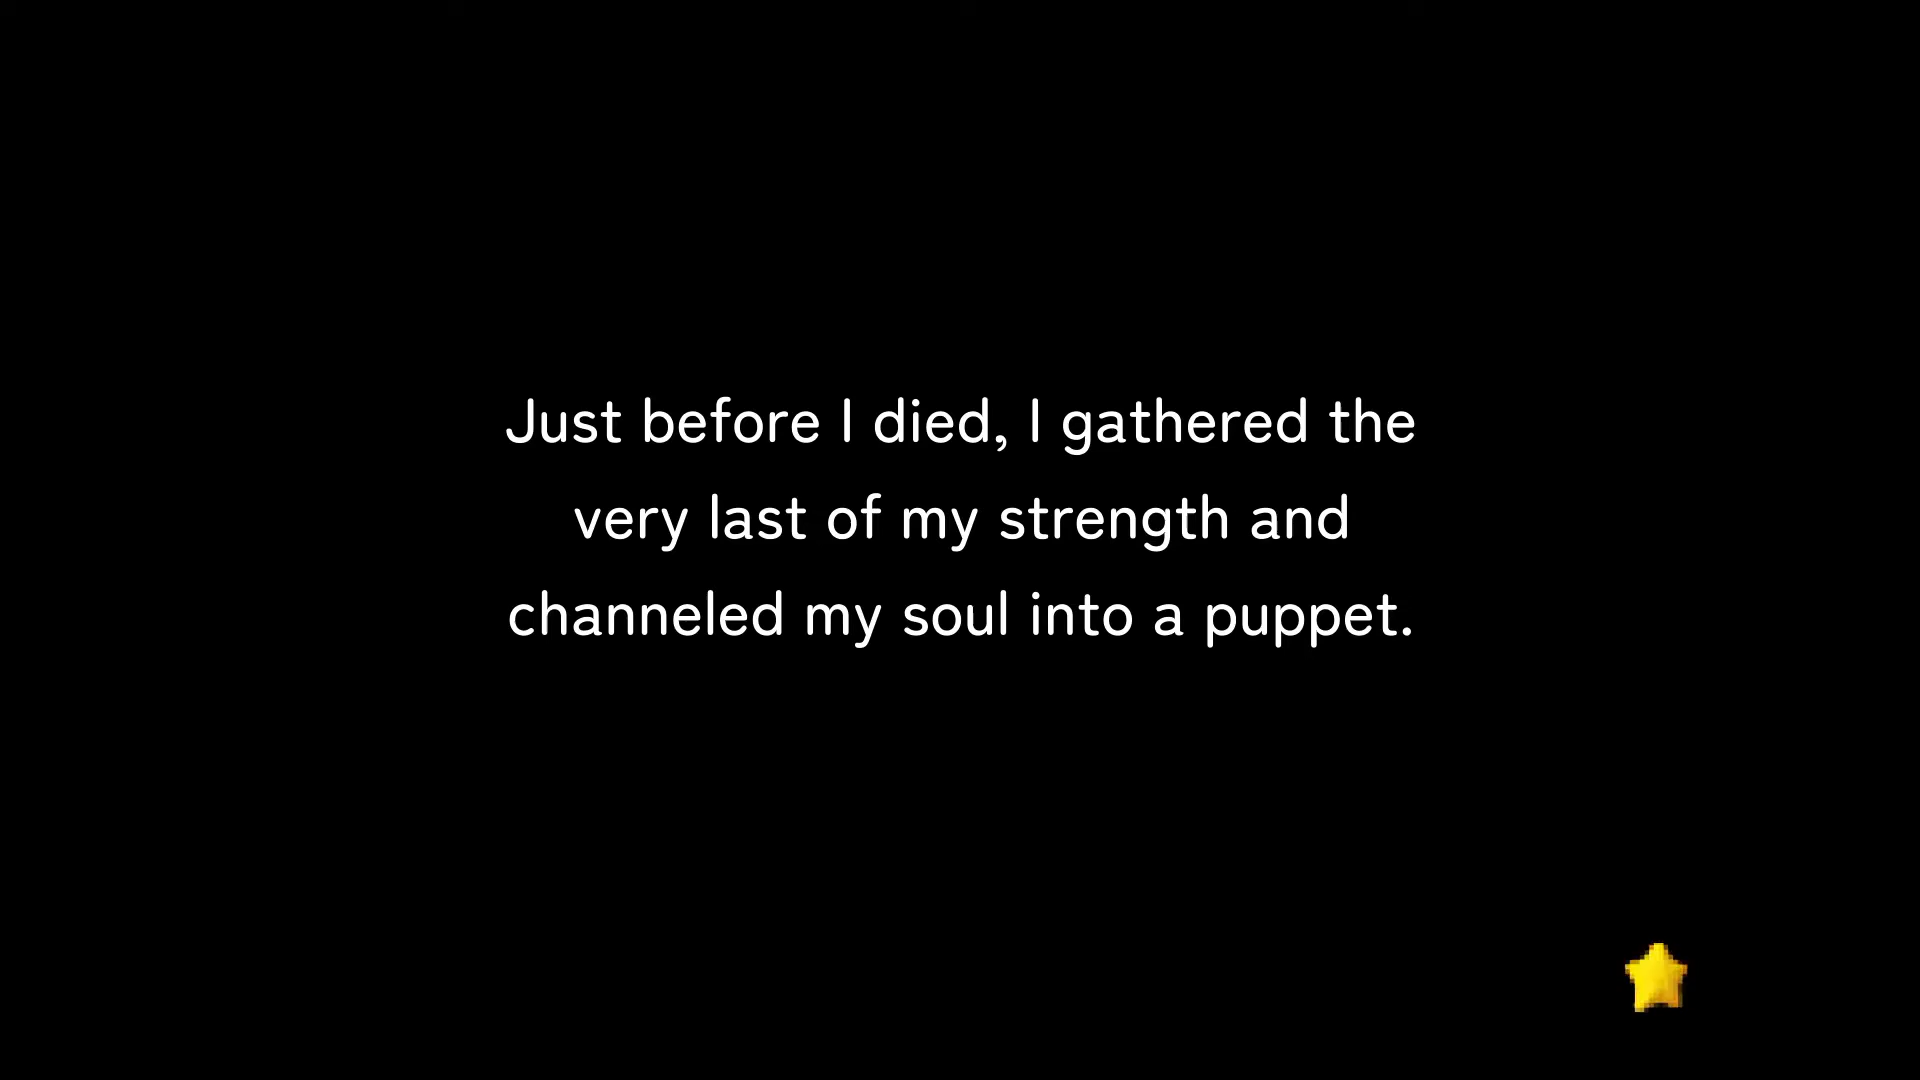 Just before I died, I gathered the
very last of my strength and
channeled my soul into a puppet.